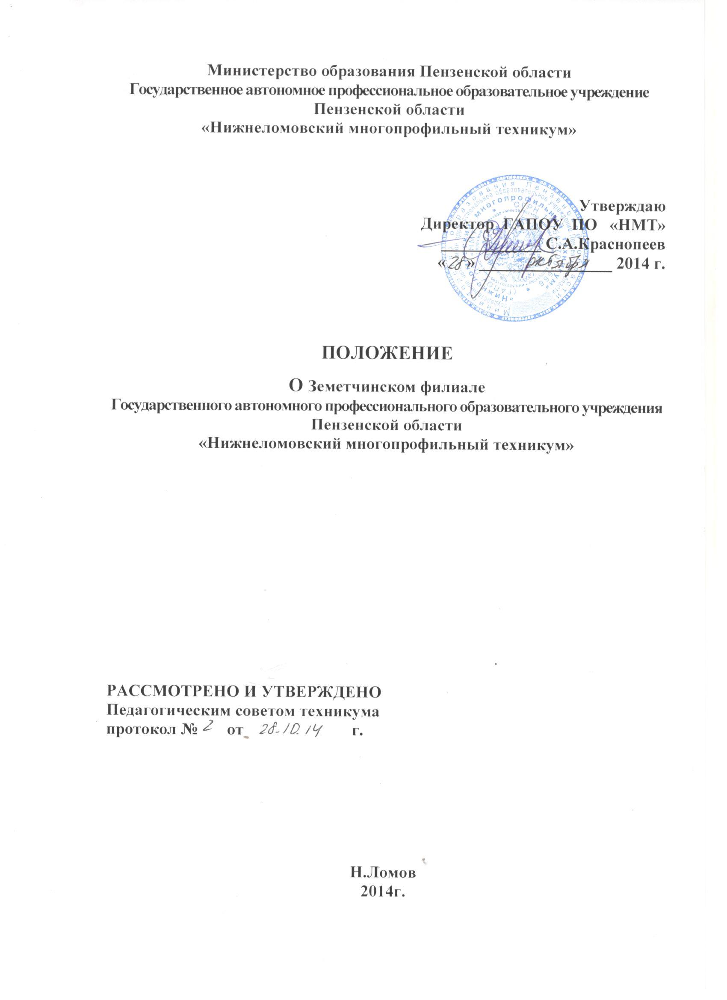 Министерство образования Пензенской области
Государственное автономное профессиональное образовательное учреждение
Пензенской области
«Нижнеломовский многопрофильный техникум»
Утверждаю
Директор ГАПОУ ПО «НМТ»
С.А.Краснопеев
«28» октября 2014 г.
ПОЛОЖЕНИЕ
О Земетчинском филиале
Государственного автономного профессионального образовательного учреждения
Пензенской области
«Нижнеломовский многопрофильный техникум»
РАССМОТРЕНО И УТВЕРЖДЕНО
Педагогическим советом техникума
протокол № 2 от 28.10.14 г.
Н.Ломов
2014г.